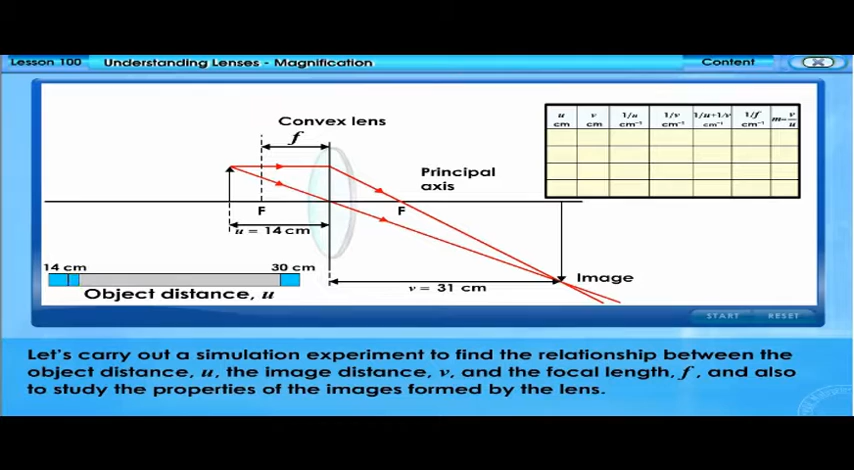 Lesson 100 Understanding Lenses - Magnification Content
Convex lens
f
u cm v cm 1/u cm⁻¹ 1/v cm⁻¹ 1/u+1/v cm⁻¹ 1/f cm⁻¹ m=v/u
Principal
axis
F F
u = 14 cm
14 cm 30 cm
Object distance, u
v = 31 cm
Image
START RESET
Let's carry out a simulation experiment to find the relationship between the
object distance, u, the image distance, v, and the focal length, f, and also
to study the properties of the images formed by the lens.